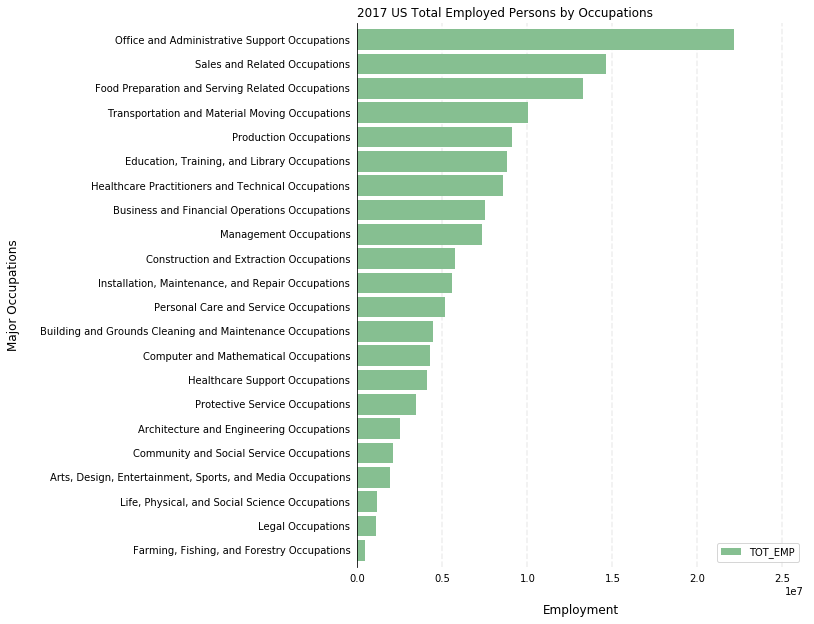 2017 US Total Employed Persons by Occupations
Office and Administrative Support Occupations
Sales and Related Occupations
Food Preparation and Serving Related Occupations
Transportation and Material Moving Occupations
Production Occupations
Education, Training, and Library Occupations
Healthcare Practitioners and Technical Occupations
Business and Financial Operations Occupations
Management Occupations
Construction and Extraction Occupations
Installation, Maintenance, and Repair Occupations
Personal Care and Service Occupations
Building and Grounds Cleaning and Maintenance Occupations
Computer and Mathematical Occupations
Healthcare Support Occupations
Protective Service Occupations
Architecture and Engineering Occupations
Community and Social Service Occupations
Arts, Design, Entertainment, Sports, and Media Occupations
Life, Physical, and Social Science Occupations
Legal Occupations
Farming, Fishing, and Forestry Occupations
Major Occupations
TOT_EMP
0.0 0.5 1.0 1.5 2.0 2.5
1e7
Employment